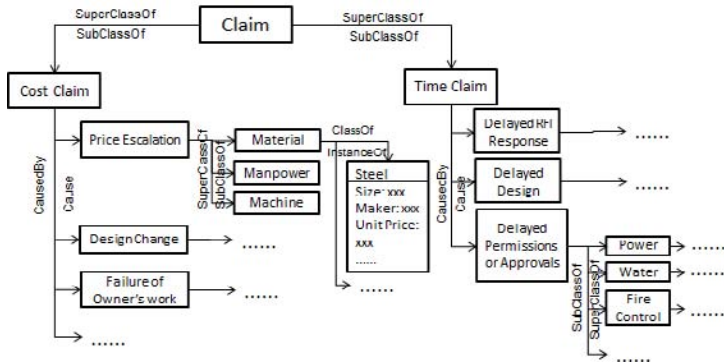 Claim
SuperClassOf
SubClassOf
SuperClassOf
SubClassOf
Cost Claim
Time Claim
CausedBy
Cause
Price Escalation
SuperClassOf
SubClassOf
Material
Manpower
Machine
ClassOf
InstanceOf
Steel
Size: xxx
Maker: xxx
Unit Price:
xxx
......
......
Design Change
......
Failure of
Owner's work
......
......
CausedBy
Cause
Delayed RFI
Response
......
Delayed
Design
......
Delayed
Permissions
or Approvals
SubClassOf
SuperClassOf
Power
......
Water
......
Fire
Control
......
......